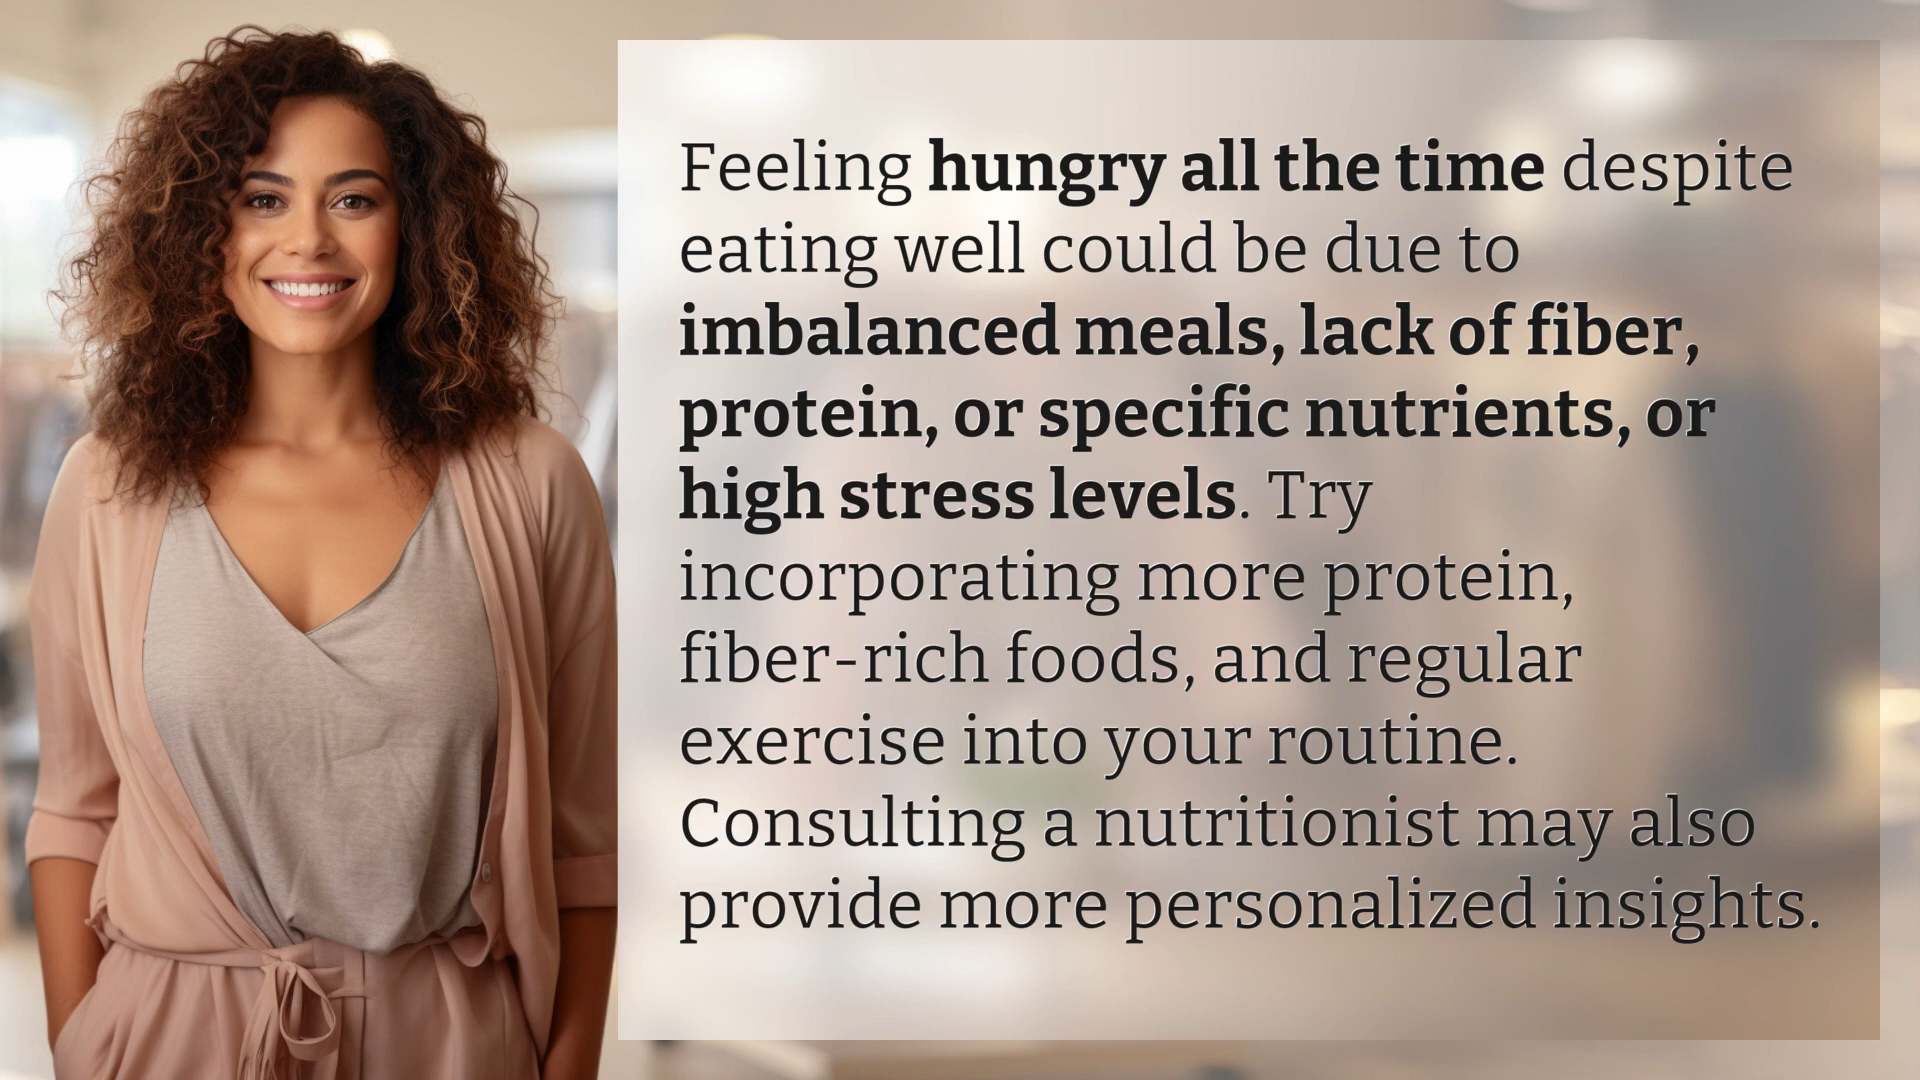 Feeling hungry all the time despite
eating well could be due to
imbalanced meals, lack of fiber,
protein, or specific nutrients, or
high stress levels. Try
incorporating more protein,
fiber-rich foods, and regular
exercise into your routine.
Consulting a nutritionist may also
provide more personalized insights.